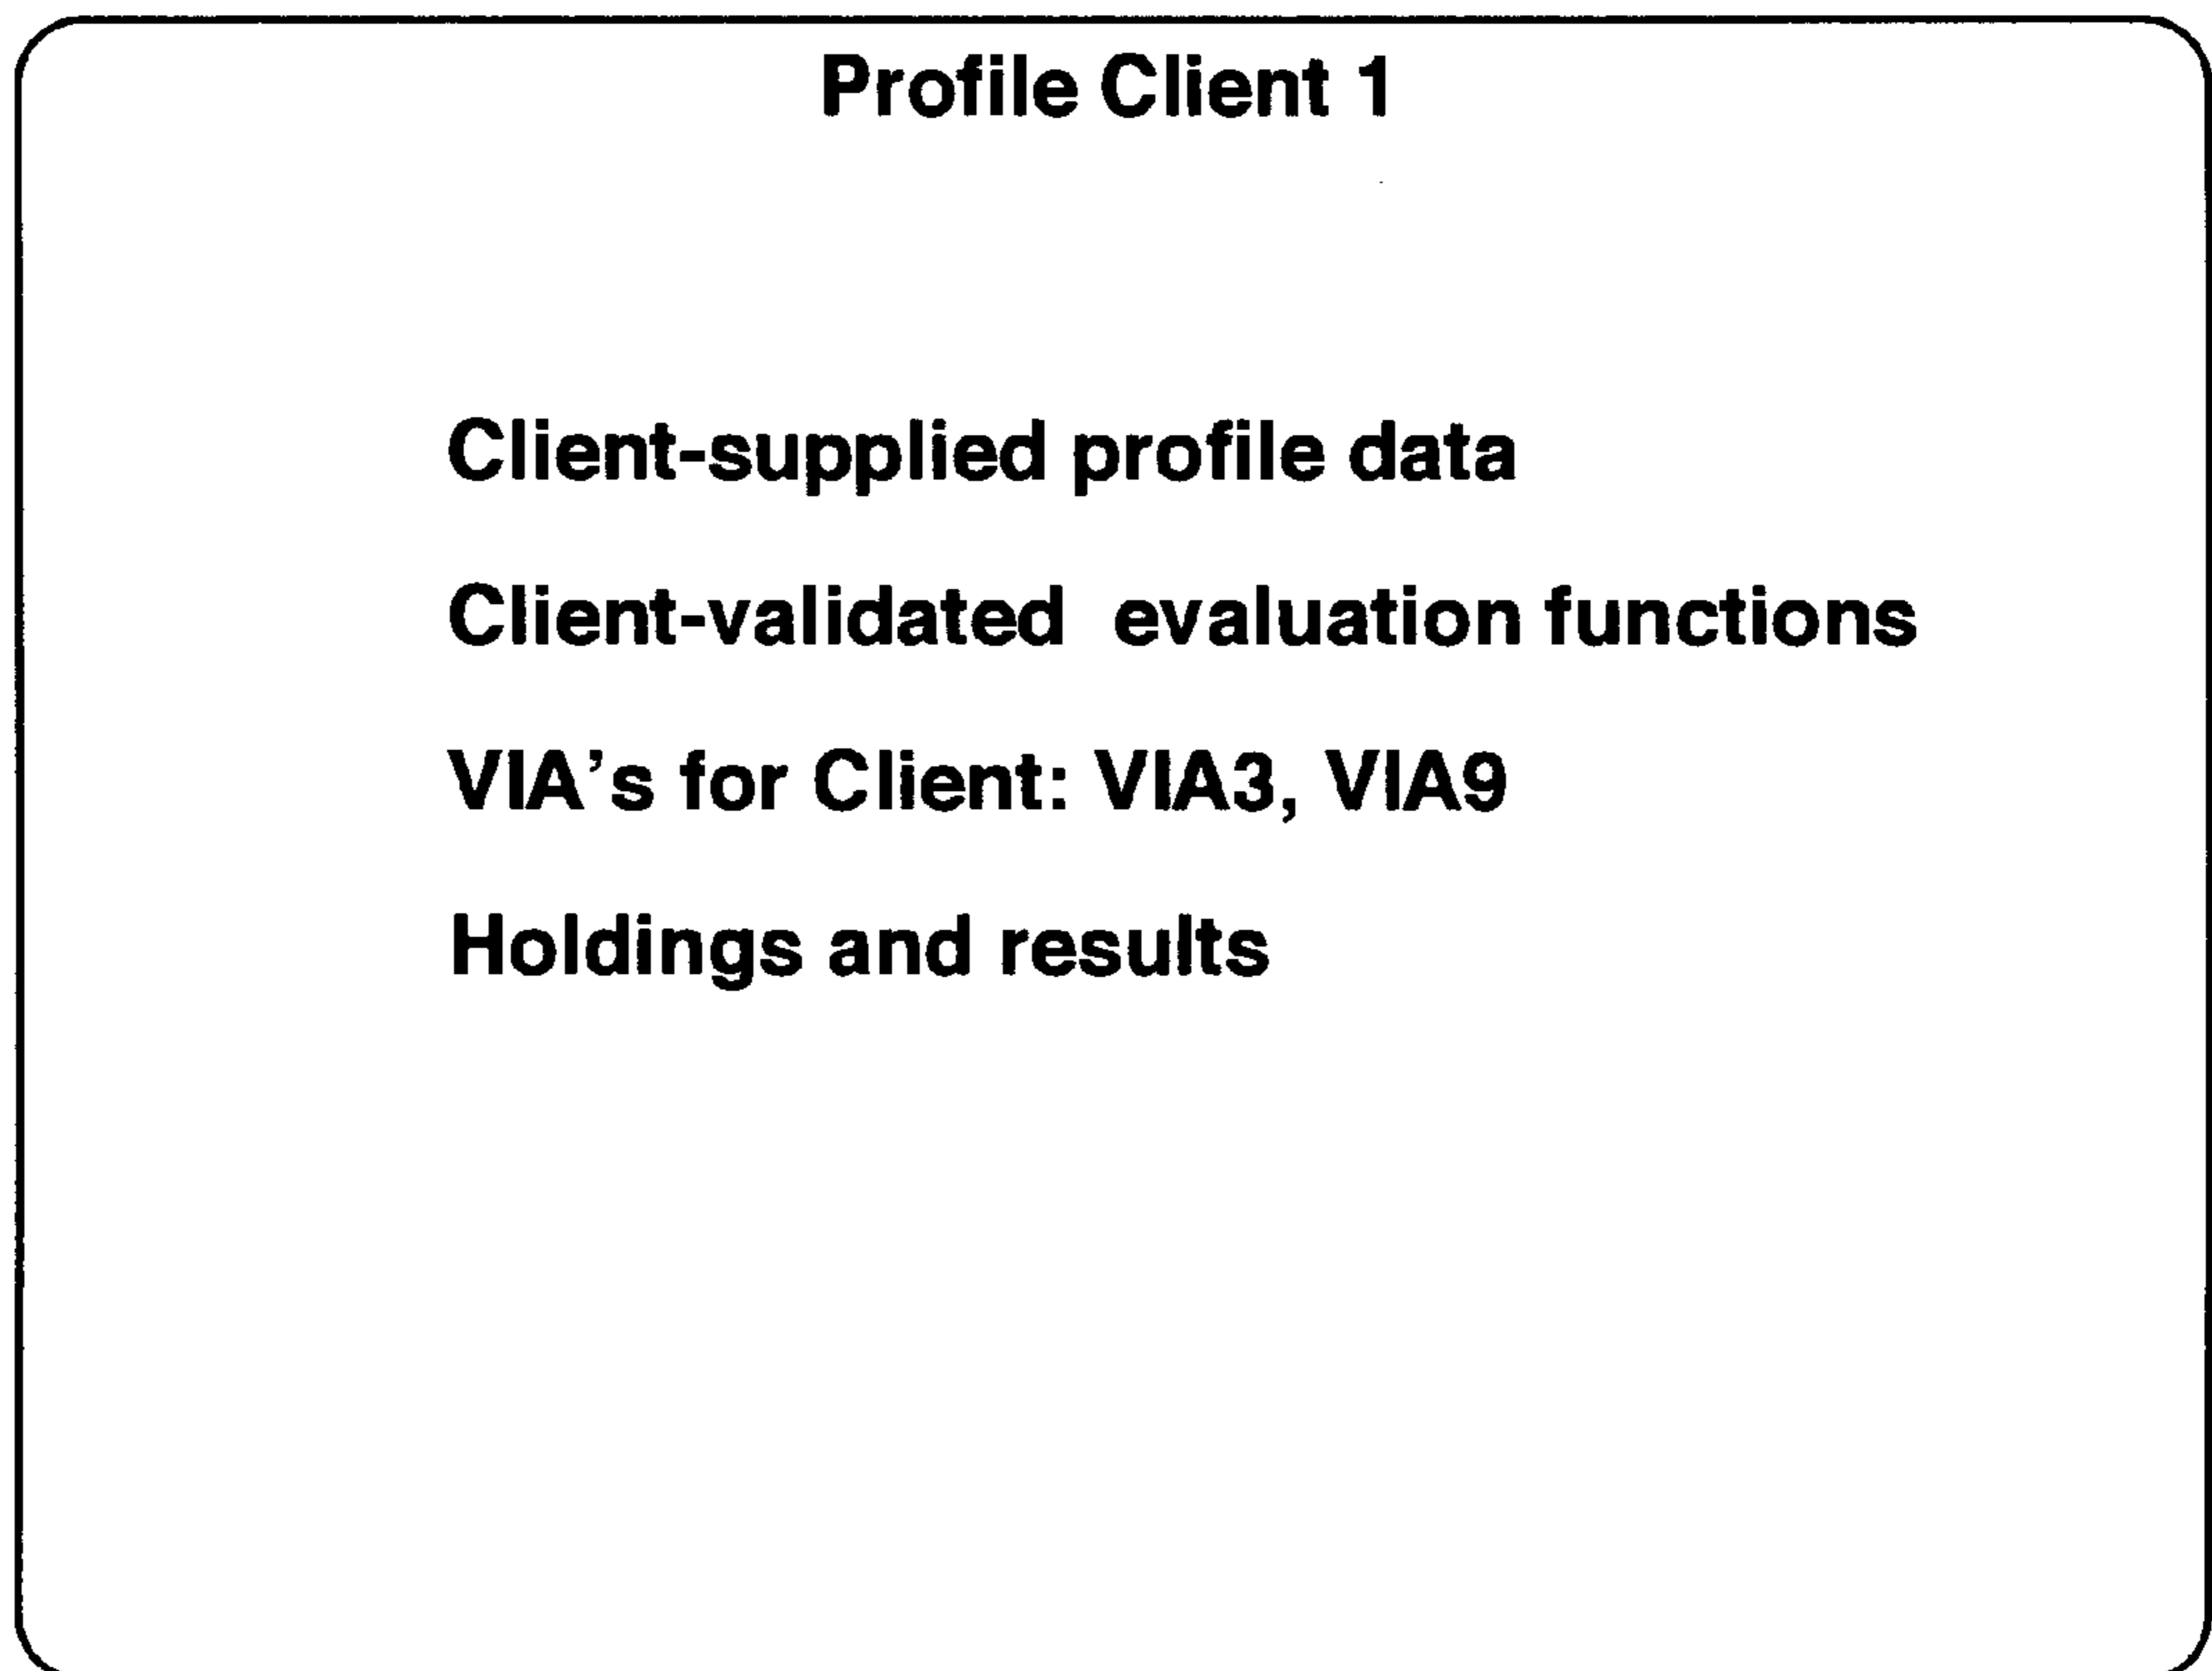 Profile Client 1
Client-supplied profile data
Client-validated  evaluation functions
VIA’s for Client: VIA3, VIA9
Holdings and results